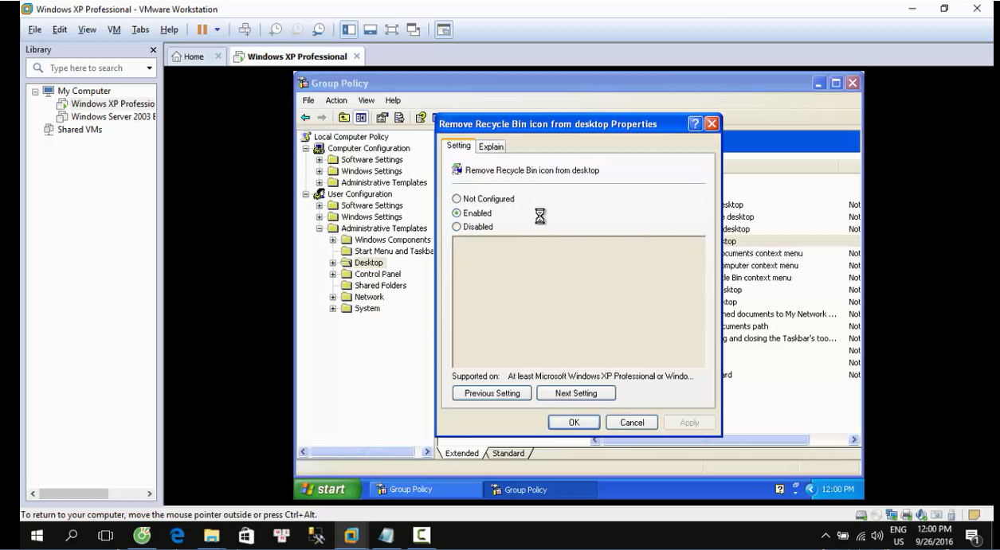 Windows XP Professional - VMware Workstation
File Edit View VM Tabs Help
Library
Type here to search
Home
Windows XP Professional
My Computer
Windows XP Professio
Windows Server 2003 E
Shared VMs
Group Policy
File Action View Help
Local Computer Policy
Computer Configuration
Software Settings
Windows Settings
Administrative Templates
User Configuration
Software Settings
Windows Settings
Administrative Templates
Windows Components
Start Menu and Taskba
Desktop
Control Panel
Shared Folders
Network
System
Remove Recycle Bin icon from desktop Properties
Setting Explain
Remove Recycle Bin icon from desktop
Not Configured
Enabled
Disabled
Supported on: At least Microsoft Windows XP Professional or Windo...
Previous Setting Next Setting
OK Cancel Apply
esktop Not
e desktop Not
desktop Not
top
ocuments context menu Not
omputer context menu Not
le Bin context menu Not
sktop Not
top Not
ned documents to My Network ... Not
cuments path Not
g and closing the Taskbar's too... Not
Not
Not
ard Not
Extended Standard
start Group Policy Group Policy 12:00 PM
To return to your computer, move the mouse pointer outside or press Ctrl+Alt.
ENG 12:00 PM
US 9/26/2016